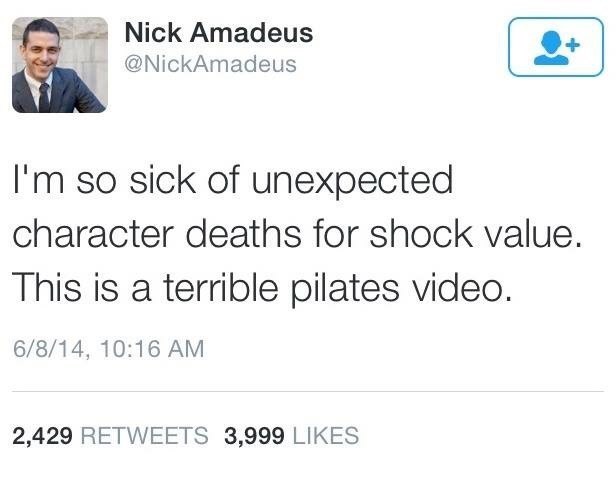 Nick Amadeus
@NickAmadeus
I'm so sick of unexpected
character deaths for shock value.
This is a terrible pilates video.
6/8/14, 10:16 AM
2,429 RETWEETS 3,999 LIKES